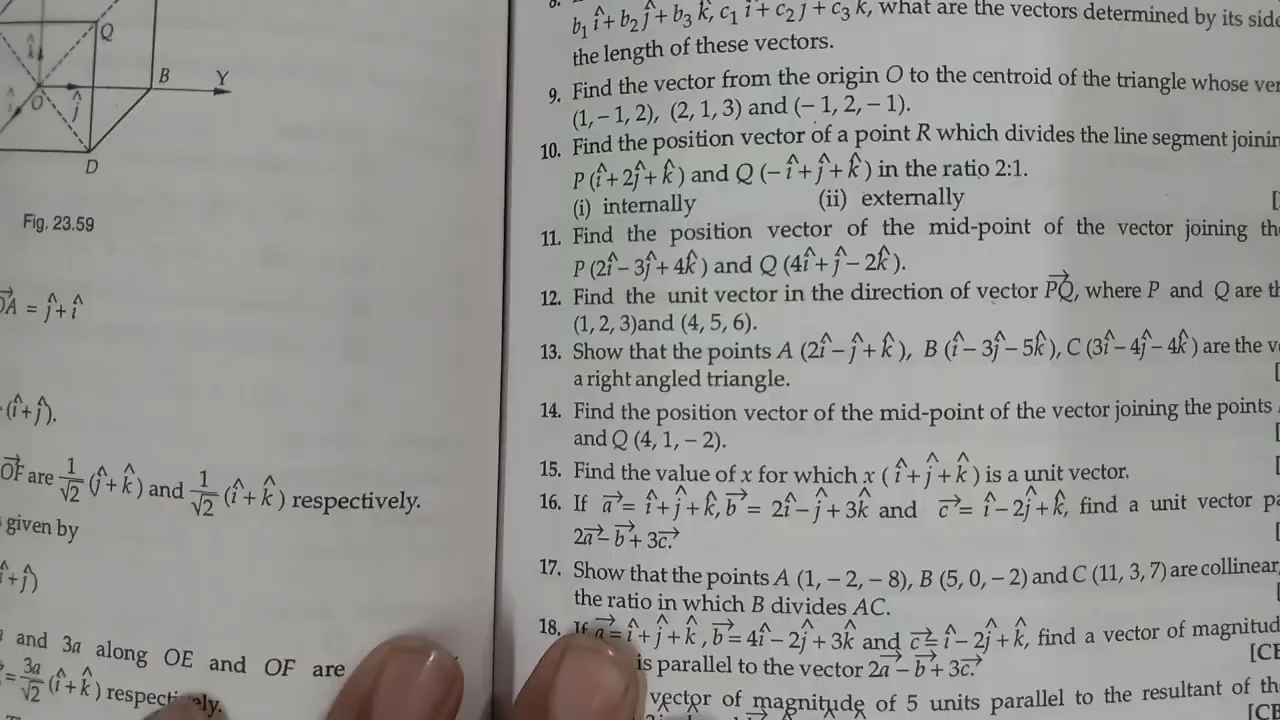 Q
B
Y
O
ĵ
D
Fig. 23.59
OA⃗ = ĵ + î
(î + ĵ).
OF⃗ are 1/√2 (ĵ + k̂) and 1/√2 (î + k̂) respectively.
given by
î + ĵ)
and 3a along OE and OF are
= 3a/√2 (î + k̂) respectively.
8.
b₁ î + b₂ ĵ + b₃ k̂, c₁ î + c₂ ĵ + c₃ k̂, what are the vectors determined by its side
the length of these vectors.
9. Find the vector from the origin O to the centroid of the triangle whose ver
(1, – 1, 2), (2, 1, 3) and (– 1, 2, – 1).
10. Find the position vector of a point R which divides the line segment joinin
P (î + 2ĵ + k̂) and Q (– î + ĵ + k̂) in the ratio 2:1.
(i) internally (ii) externally [
11. Find the position vector of the mid-point of the vector joining th
P (2î – 3ĵ + 4k̂) and Q (4î + ĵ – 2k̂).
12. Find the unit vector in the direction of vector PQ⃗, where P and Q are th
(1, 2, 3)and (4, 5, 6).
13. Show that the points A (2î – ĵ + k̂), B (î – 3ĵ – 5k̂), C (3î – 4ĵ – 4k̂) are the v
a right angled triangle. [
14. Find the position vector of the mid-point of the vector joining the points
and Q (4, 1, – 2). [
15. Find the value of x for which x (î + ĵ + k̂) is a unit vector. [
16. If a⃗ = î + ĵ + k̂, b⃗ = 2î – ĵ + 3k̂ and c⃗ = î – 2ĵ + k̂, find a unit vector pa
2a⃗ – b⃗ + 3c⃗. [
17. Show that the points A (1, – 2, – 8), B (5, 0, – 2) and C (11, 3, 7) are collinear,
the ratio in which B divides AC. [
18. If a⃗ = î + ĵ + k̂, b⃗ = 4î – 2ĵ + 3k̂ and c⃗ = î – 2ĵ + k̂, find a vector of magnitud
is parallel to the vector 2a⃗ – b⃗ + 3c⃗. [CB
vector of magnitude of 5 units parallel to the resultant of th
[CB